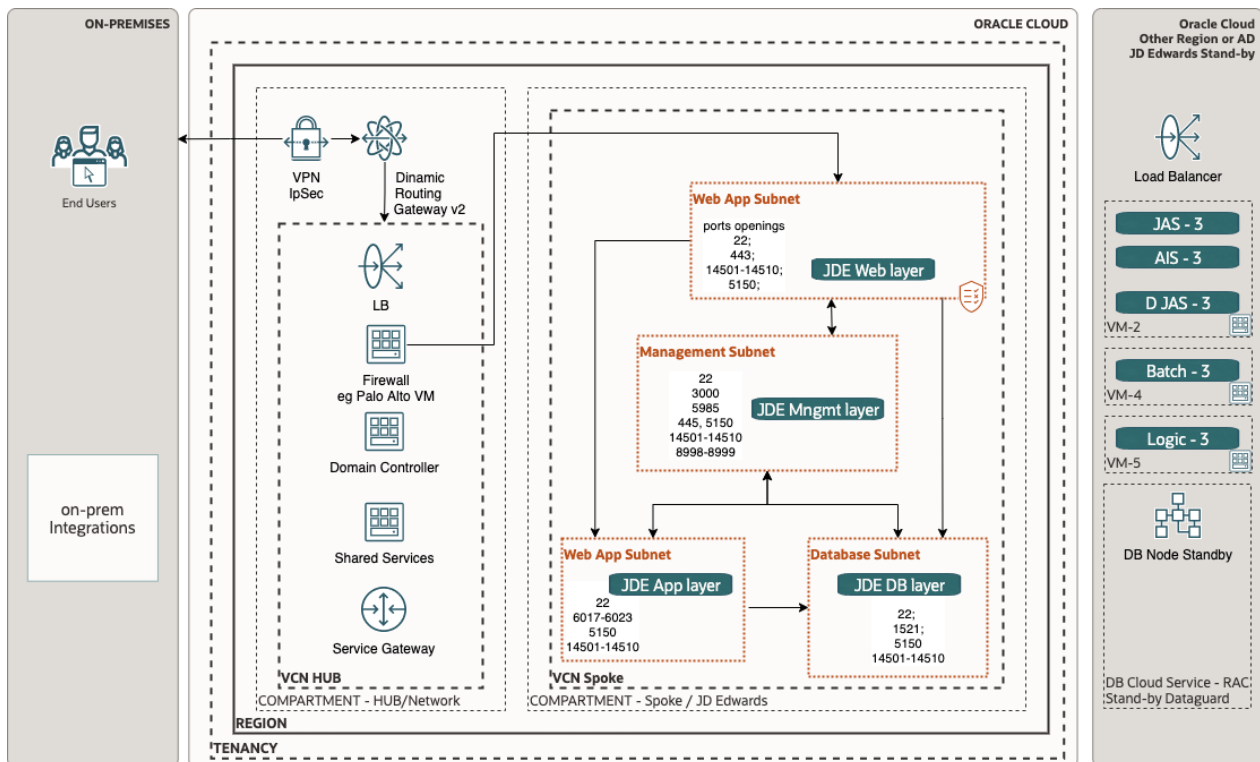 ON-PREMISES
End Users
on-prem
Integrations
ORACLE CLOUD
VPN
IpSec
Dinamic
Routing
Gateway v2
LB
Firewall
eg Palo Alto VM
Domain Controller
Shared Services
Service Gateway
VCN HUB
COMPARTMENT - HUB/Network
Web App Subnet
ports openings
22;
443;
14501-14510;
5150;
JDE Web layer
Management Subnet
22
3000
5985
445, 5150
14501-14510
8998-8999
JDE Mngmt layer
Web App Subnet
JDE App layer
22
6017-6023
5150
14501-14510
Database Subnet
JDE DB layer
22;
1521;
5150
14501-14510
VCN Spoke
COMPARTMENT - Spoke / JD Edwards
REGION
TENANCY
Oracle Cloud
Other Region or AD
JD Edwards Stand-by
Load Balancer
JAS - 3
AIS - 3
D JAS - 3
VM-2
Batch - 3
VM-4
Logic - 3
VM-5
DB Node Standby
DB Cloud Service - RAC
Stand-by Dataguard